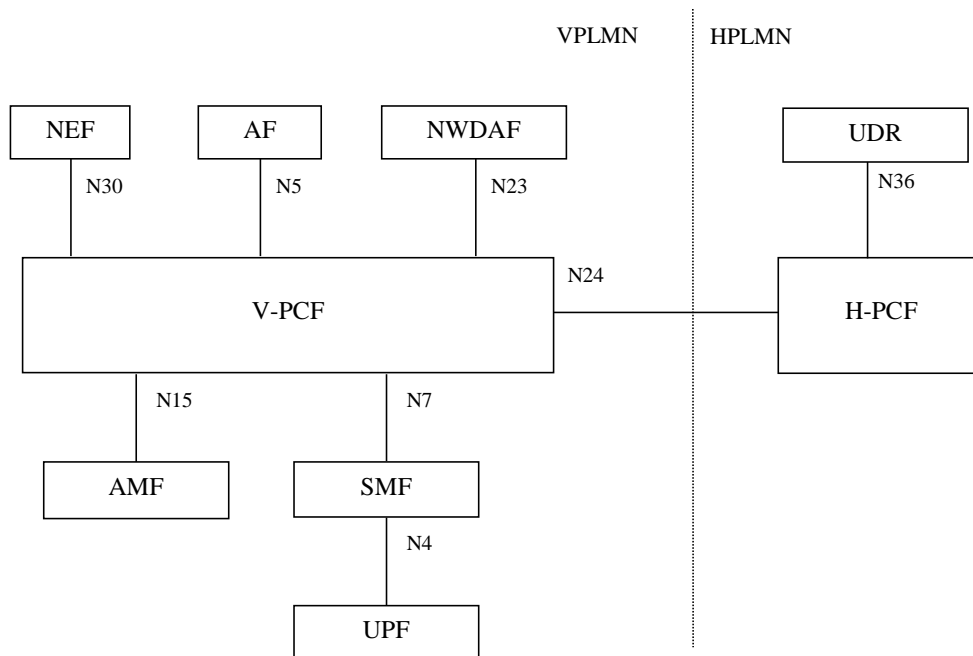 VPLMN
HPLMN
NEF
AF
NWDAF
UDR
N30
N5
N23
N36
N24
V-PCF
H-PCF
N15
N7
AMF
SMF
N4
UPF